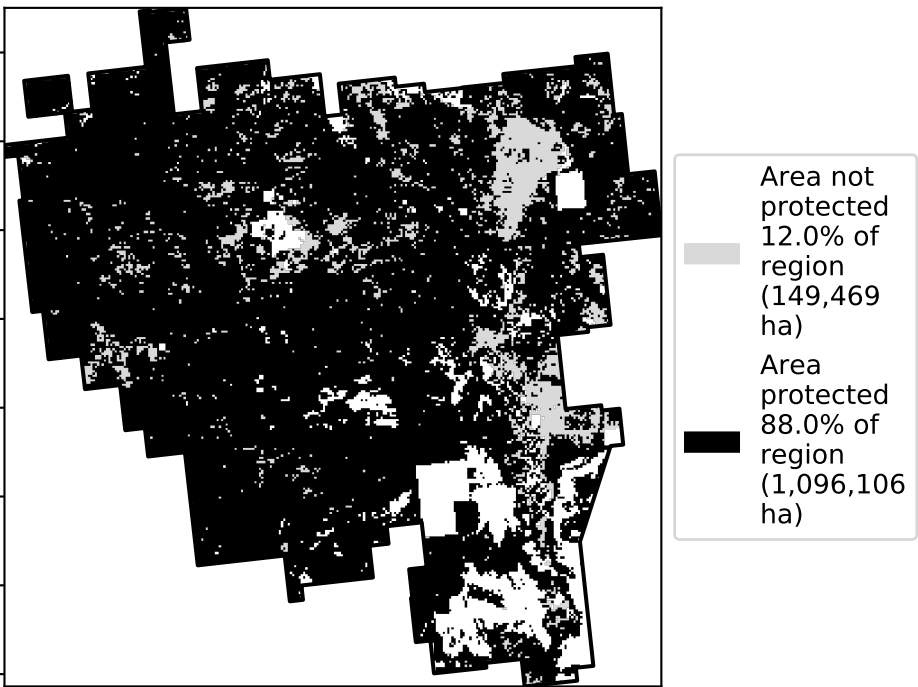 Area not
protected
12.0% of
region
(149,469
ha)
Area
protected
88.0% of
region
(1,096,106
ha)